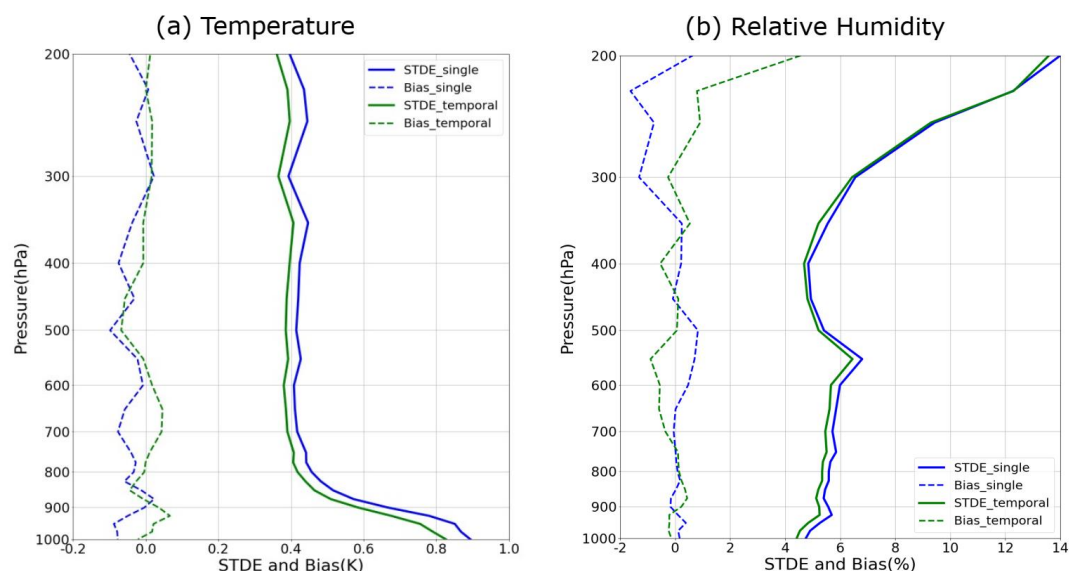 (a) Temperature
(b) Relative Humidity
Pressure(hPa)
200
300
400
500
600
700
800
900
1000
STDE_single
Bias_single
STDE_temporal
Bias_temporal
-0.2
0.0
0.2
0.4
0.6
0.8
1.0
STDE and Bias(K)
Pressure(hPa)
200
300
400
500
600
700
800
900
1000
STDE_single
Bias_single
STDE_temporal
Bias_temporal
-2
0
2
4
6
8
10
12
14
STDE and Bias(%)